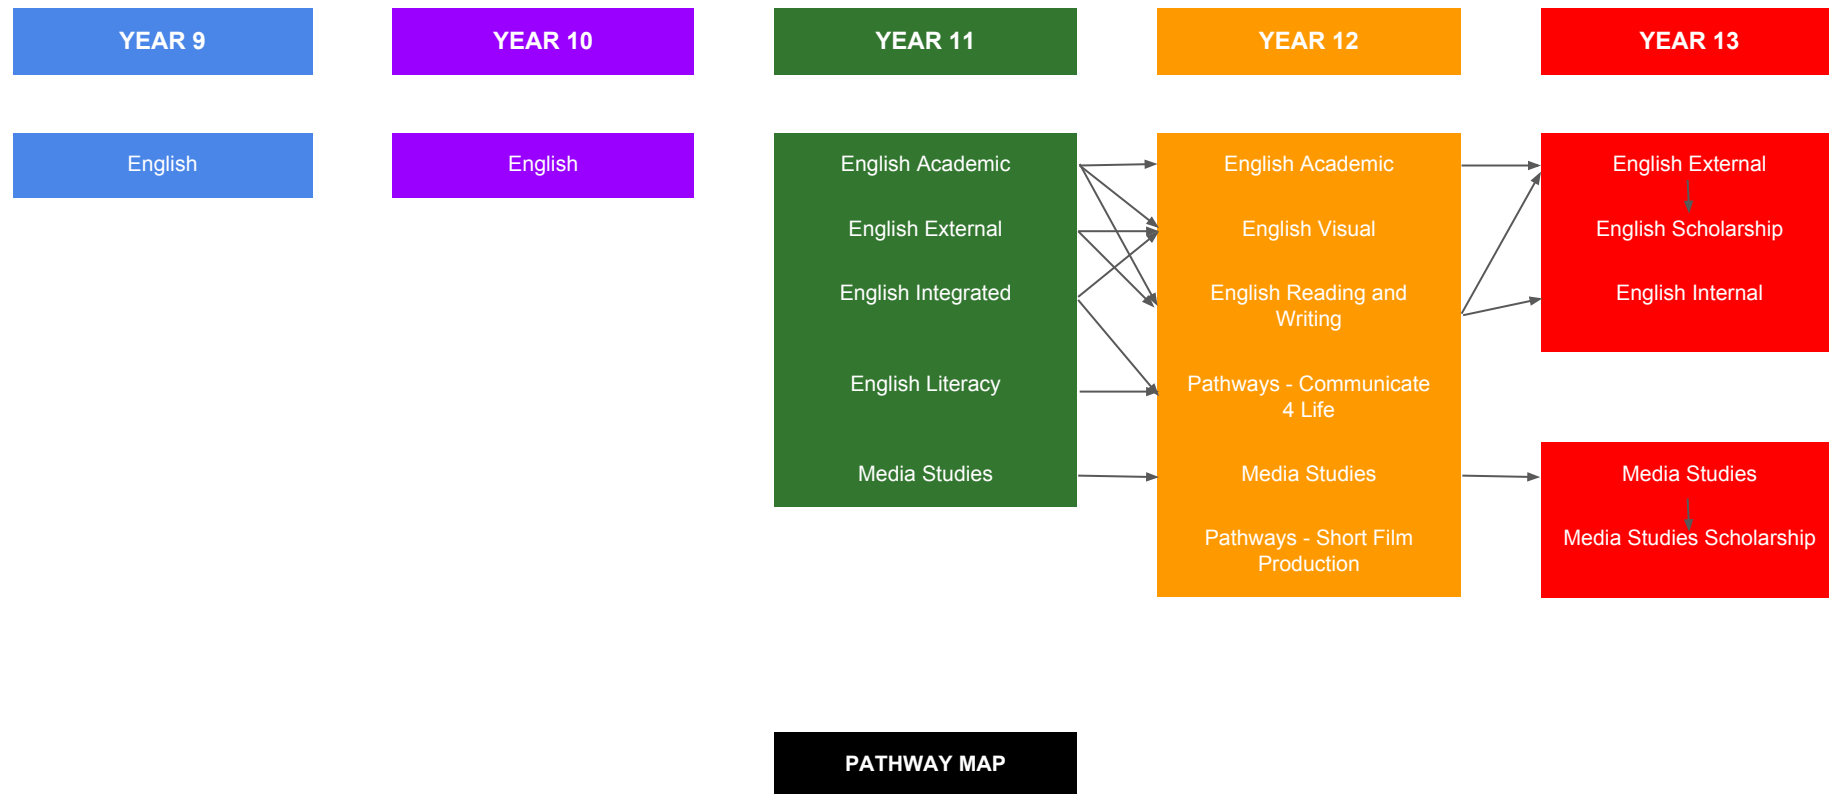 YEAR 9
YEAR 10
YEAR 11
YEAR 12
YEAR 13
English
English
English Academic
English External
English Integrated
English Literacy
Media Studies
English Academic
English Visual
English Reading and
Writing
Pathways - Communicate
4 Life
Media Studies
Pathways - Short Film
Production
English External
English Scholarship
English Internal
Media Studies
Media Studies Scholarship
PATHWAY MAP